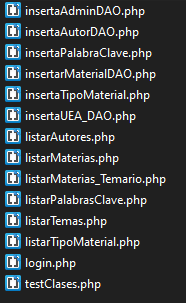 insertaAdminDAO.php
insertaAutorDAO.php
insertaPalabraClave.php
insertarMaterialDAO.php
insertaTipoMaterial.php
insertaUEA_DAO.php
listarAutores.php
listarMaterias.php
listarMaterias_Temario.php
listarPalabrasClave.php
listarTemas.php
listarTipoMaterial.php
login.php
testClases.php